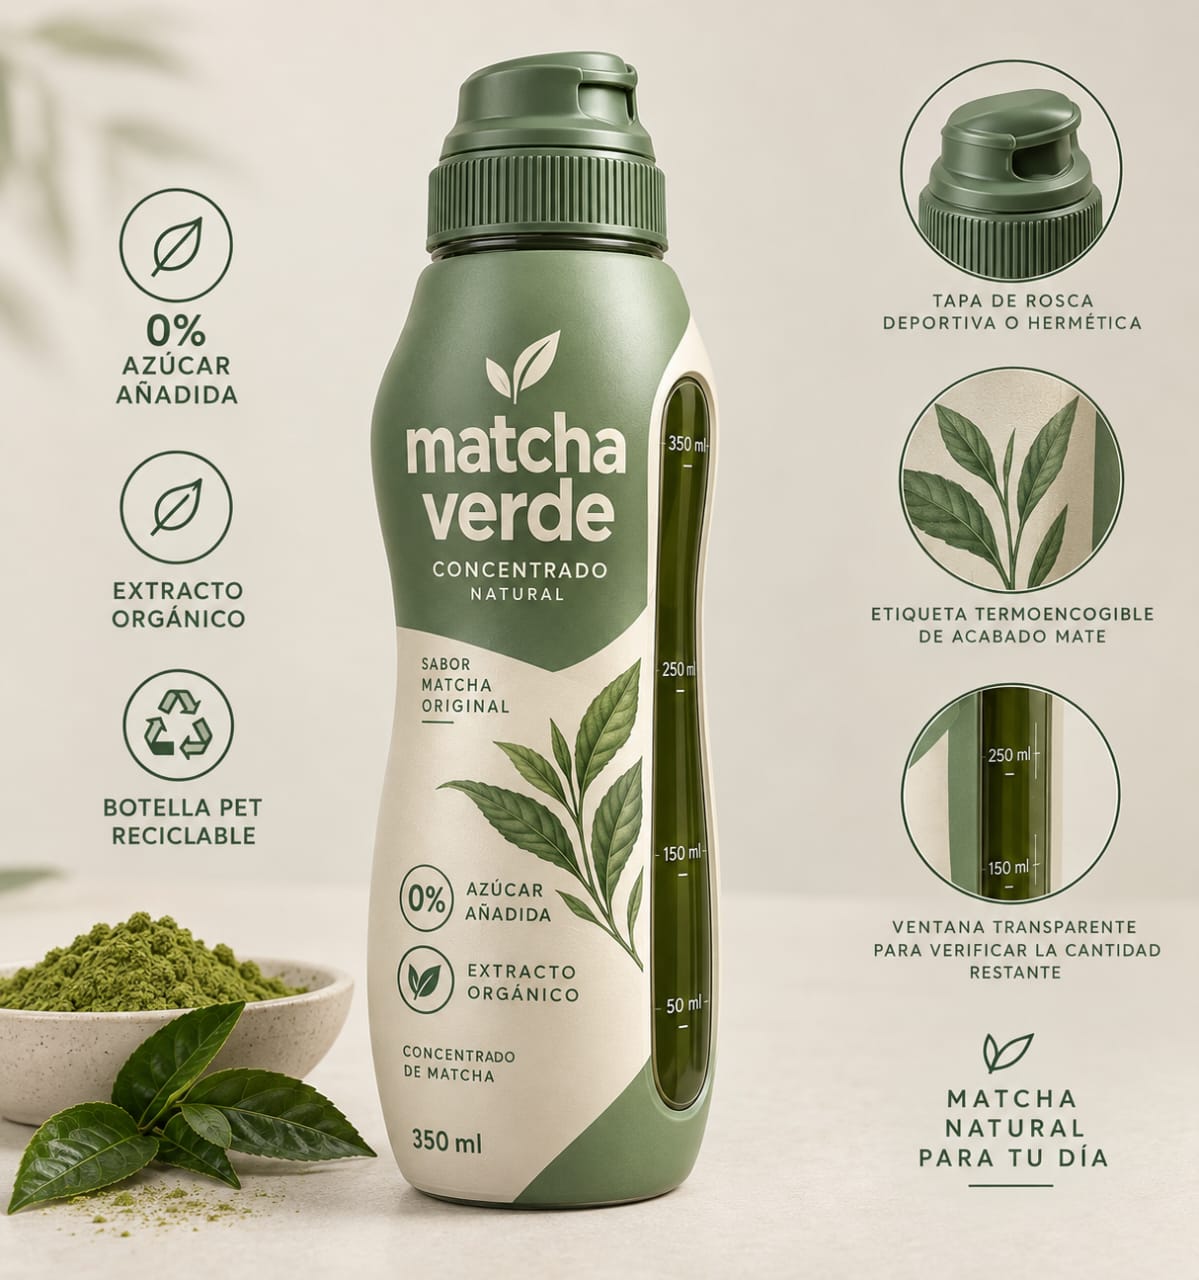 0%
AZÚCAR
AÑADIDA
EXTRACTO
ORGÁNICO
BOTELLA PET
RECICLABLE
matcha
verde
CONCENTRADO
NATURAL
SABOR
MATCHA
ORIGINAL
0%
AZÚCAR
AÑADIDA
EXTRACTO
ORGÁNICO
CONCENTRADO
DE MATCHA
350 ml
350 ml
250 ml
150 ml
50 ml
TAPA DE ROSCA
DEPORTIVA O HERMÉTICA
ETIQUETA TERMOENCOGIBLE
DE ACABADO MATE
250 ml
150 ml
VENTANA TRANSPARENTE
PARA VERIFICAR LA CANTIDAD
RESTANTE
MATCHA
NATURAL
PARA TU DÍA